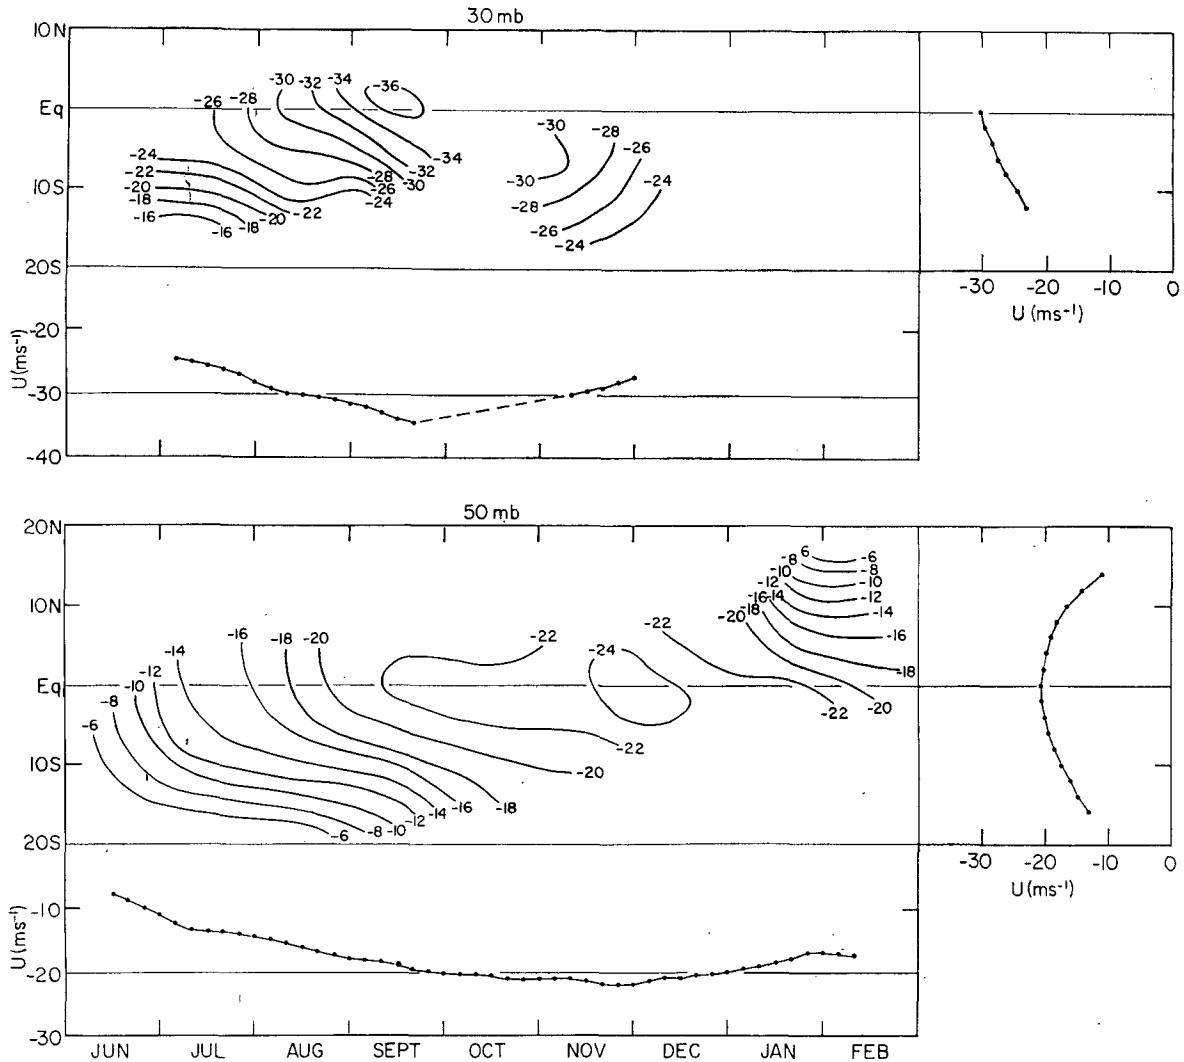 30 mb
10N
-30 -32 -34 -36
-26 -28
Eq
-30 -28 -26
-24 -34
-22 -32
-20 -28 -30 -24
-18 10S -26 -30
-16 -22 -24 -28
-20
-18
-16 -26
-24
20S
-30 -20 -10 0
U (ms⁻¹)
-20
U (ms⁻¹)
-30
-40
50 mb
20N
-8 6 -6
-10 -8
-12 -10
-16 -14 -12
10N -18 -14
-20 -16
-16 -18 -20 -22 -22
-14 -24
-12 -18
-10 Eq
-8 -22 -20
-6
-22
10S -20
-18
-16
-14
-12
-10
-8
-6
20S
-30 -20 -10 0
U (ms⁻¹)
-10
U (ms⁻¹)
-20
-30
JUN JUL AUG SEPT OCT NOV DEC JAN FEB